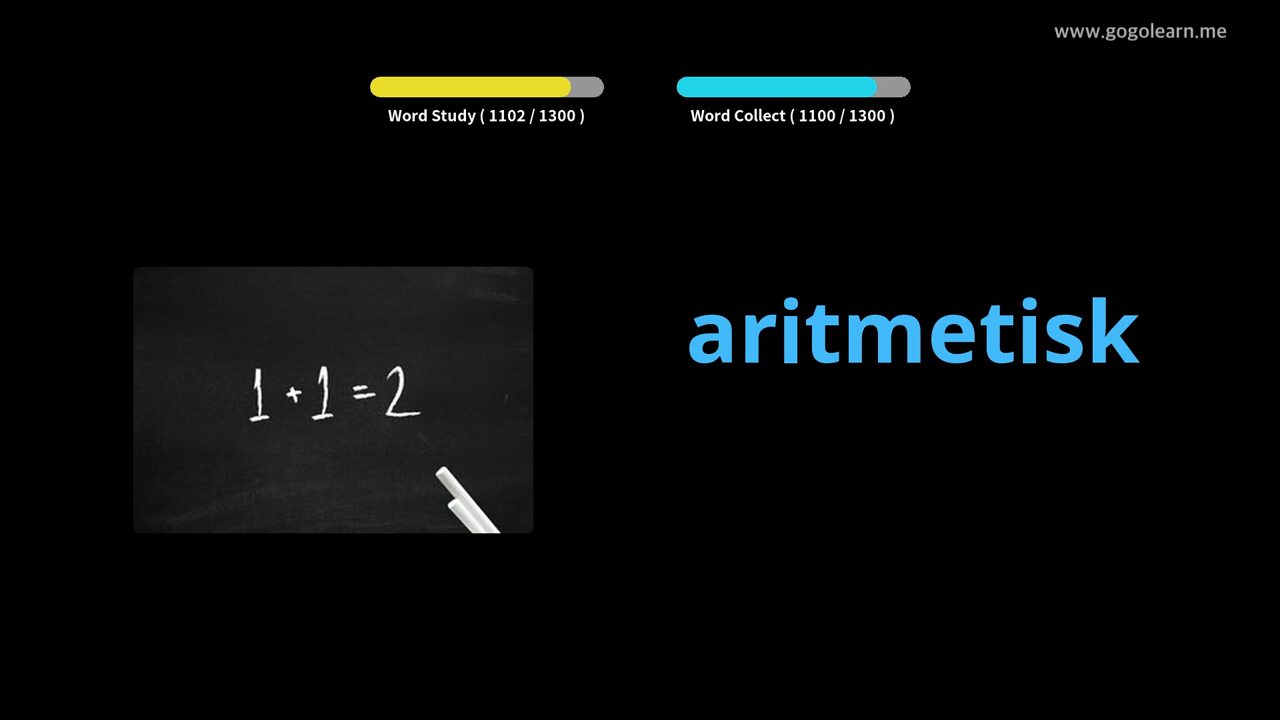 www.gogolearn.me
Word Study ( 1102 / 1300 )
Word Collect ( 1100 / 1300 )
aritmetisk
1 + 1 = 2